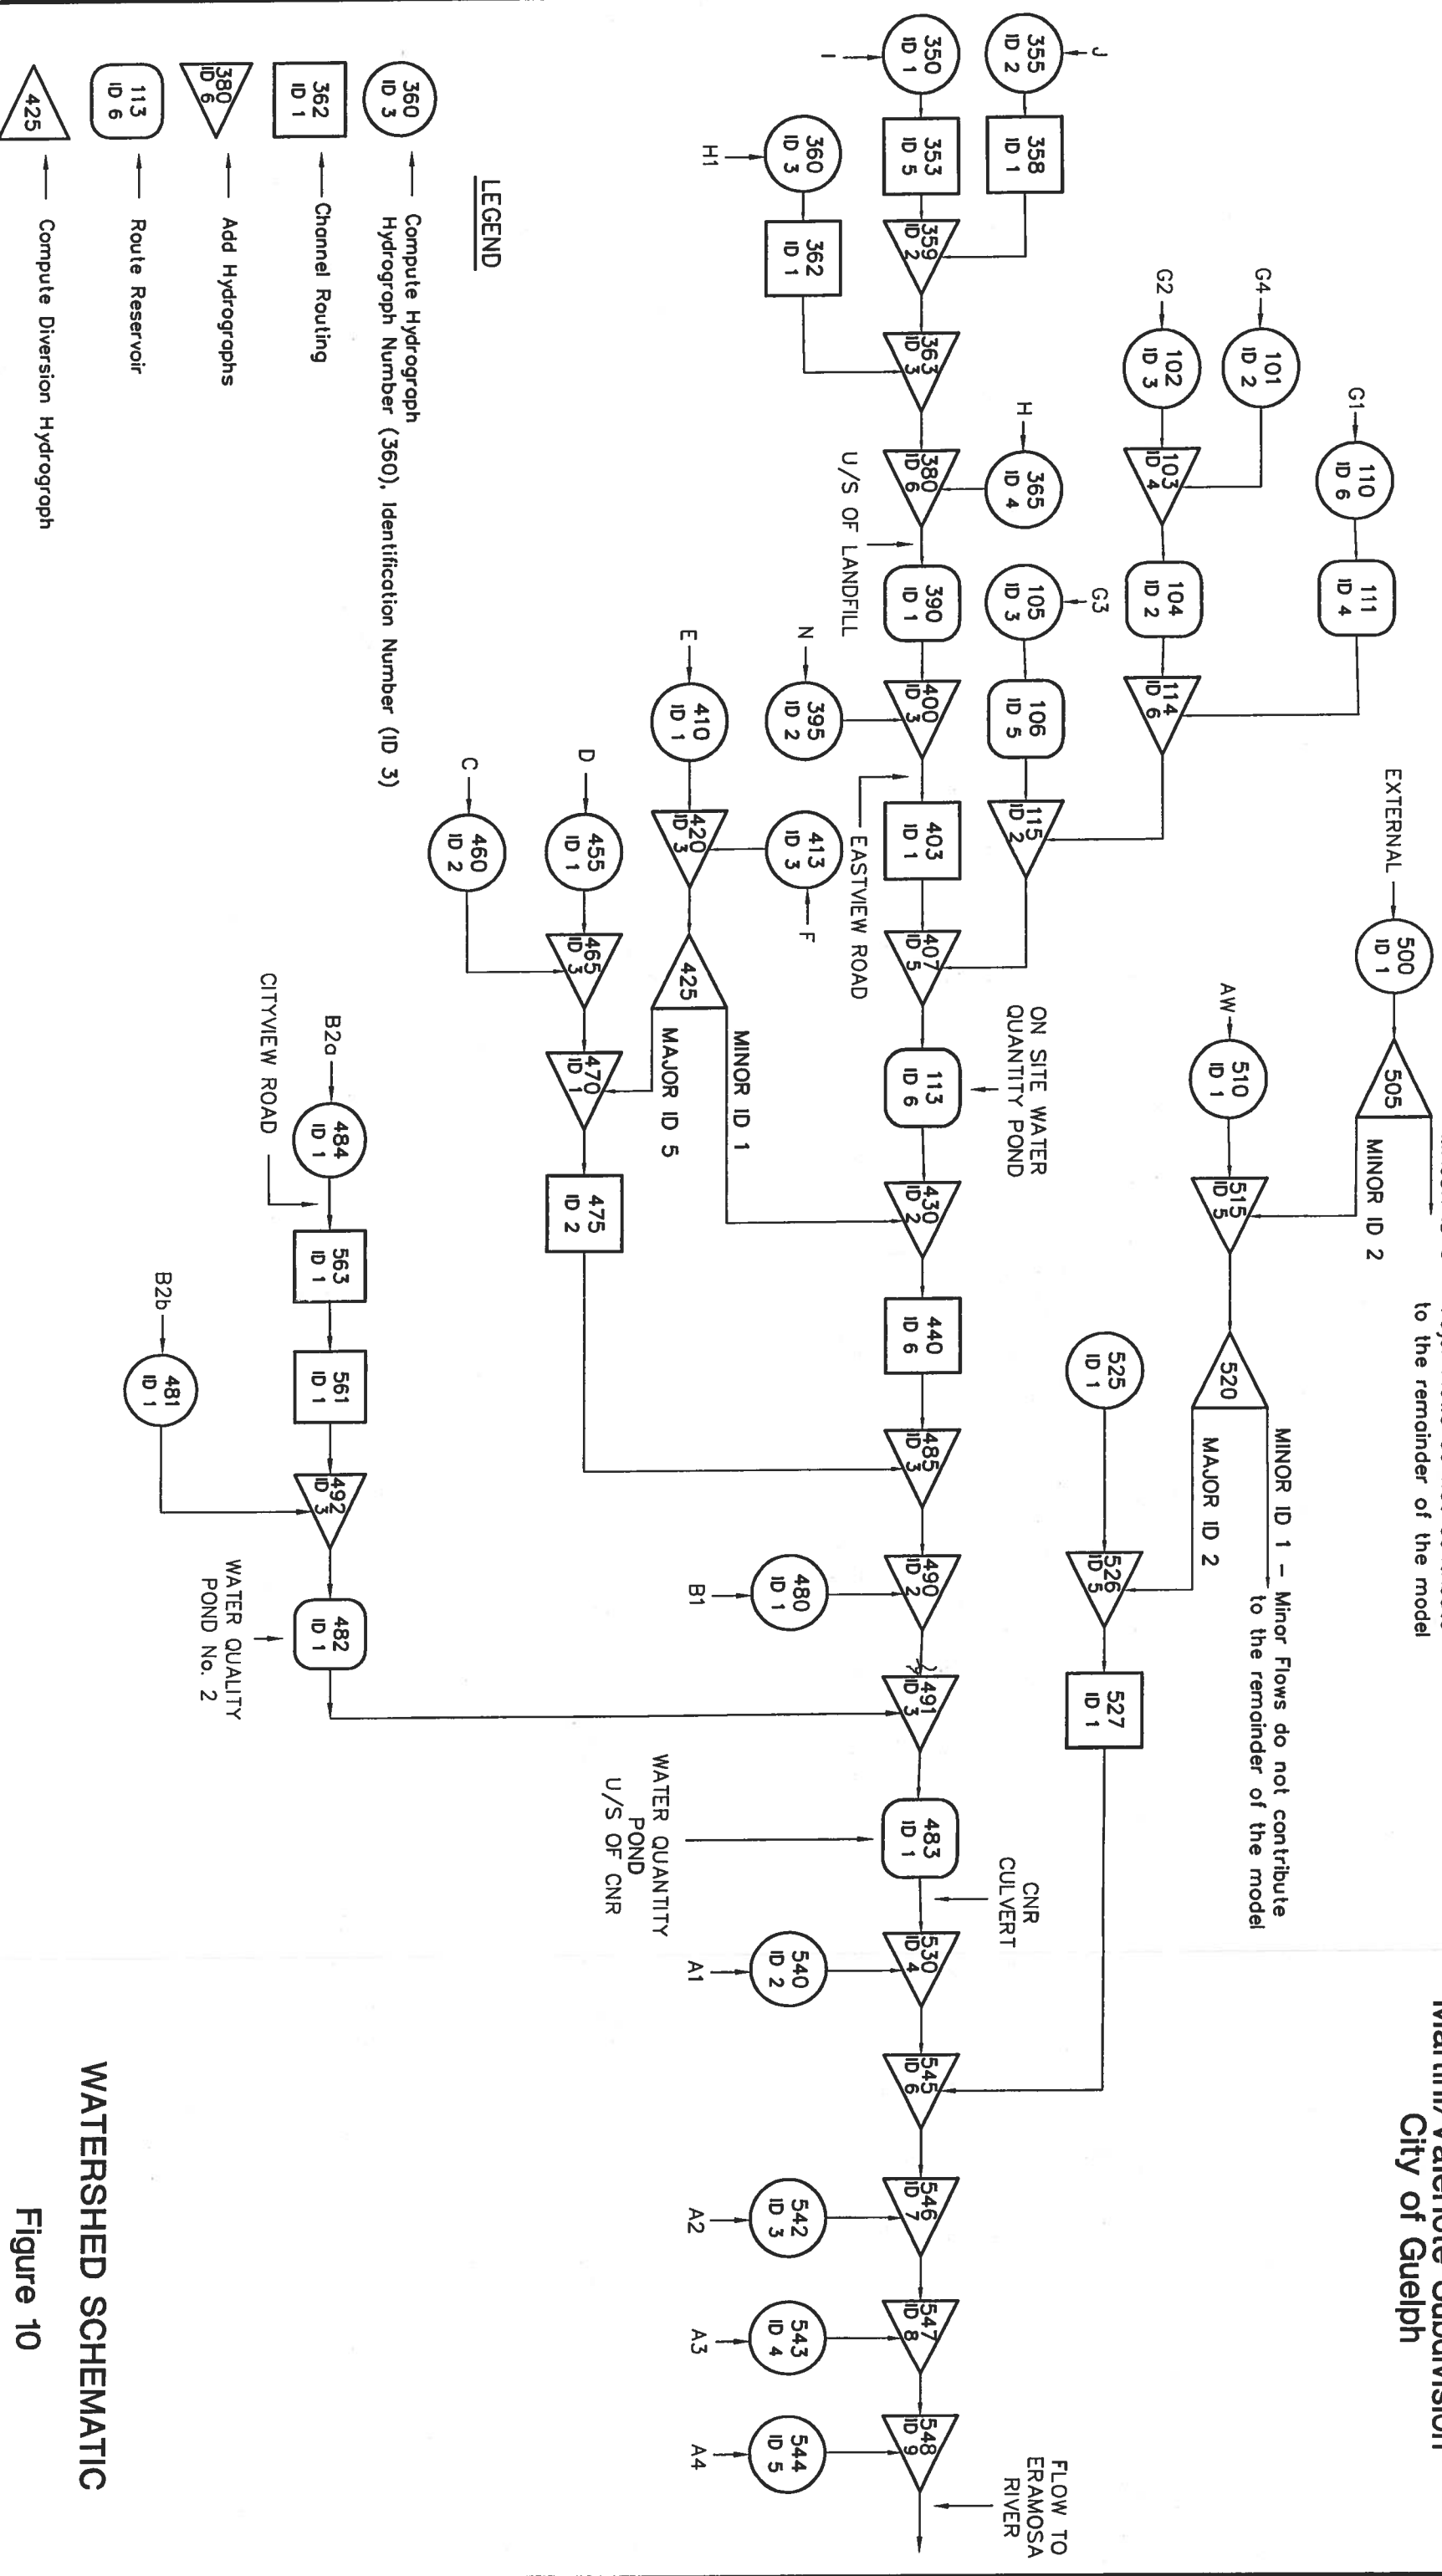 Martini/Valeriote Subdivision
City of Guelph
to the remainder of the model
EXTERNAL
500
ID 1
505
MINOR ID 2
AW
510
ID 1
515
ID 5
520
MINOR ID 1 – Minor Flows do not contribute
to the remainder of the model
MAJOR ID 2
525
ID 1
526
ID 5
527
ID 1
G1
110
ID 6
111
ID 4
G4
101
ID 2
G2
102
ID 3
103
ID 4
104
ID 2
114
ID 6
J
355
ID 2
358
ID 1
H
365
ID 4
G3
105
ID 3
106
ID 5
115
ID 2
ON SITE WATER
QUANTITY POND
CNR
CULVERT
FLOW TO
ERAMOSA
RIVER
I
350
ID 1
353
ID 5
359
ID 2
363
ID 3
380
ID 6
390
ID 1
400
ID 3
403
ID 1
407
ID 5
113
ID 6
430
ID 2
440
ID 6
485
ID 3
490
ID 2
491
ID 3
483
ID 1
530
ID 4
545
ID 6
546
ID 7
547
ID 8
548
ID 9
U/S OF LANDFILL
EASTVIEW ROAD
H1
360
ID 3
362
ID 1
N
395
ID 2
413
ID 3
F
480
ID 1
B1
540
ID 2
A1
542
ID 3
A2
543
ID 4
A3
544
ID 5
A4
E
410
ID 1
420
ID 3
425
MINOR ID 1
MAJOR ID 5
WATER QUANTITY
POND
U/S OF CNR
D
455
ID 1
465
ID 3
470
ID 1
475
ID 2
C
460
ID 2
B2a
484
ID 1
563
ID 1
561
ID 1
492
ID 3
482
ID 1
CITYVIEW ROAD
WATER QUALITY
POND No. 2
B2b
481
ID 1
LEGEND
360
ID 3
Compute Hydrograph
Hydrograph Number (360), Identification Number (ID 3)
362
ID 1
Channel Routing
380
ID 6
Add Hydrographs
113
ID 6
Route Reservoir
425
Compute Diversion Hydrograph
WATERSHED SCHEMATIC
Figure 10